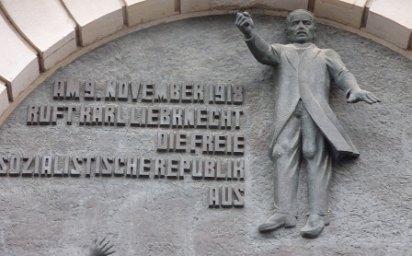 AM 9. NOVEMBER 1918
RUFT KARL LIEBKNECHT
DIE FREIE
SOZIALISTISCHE REPUBLIK
AUS